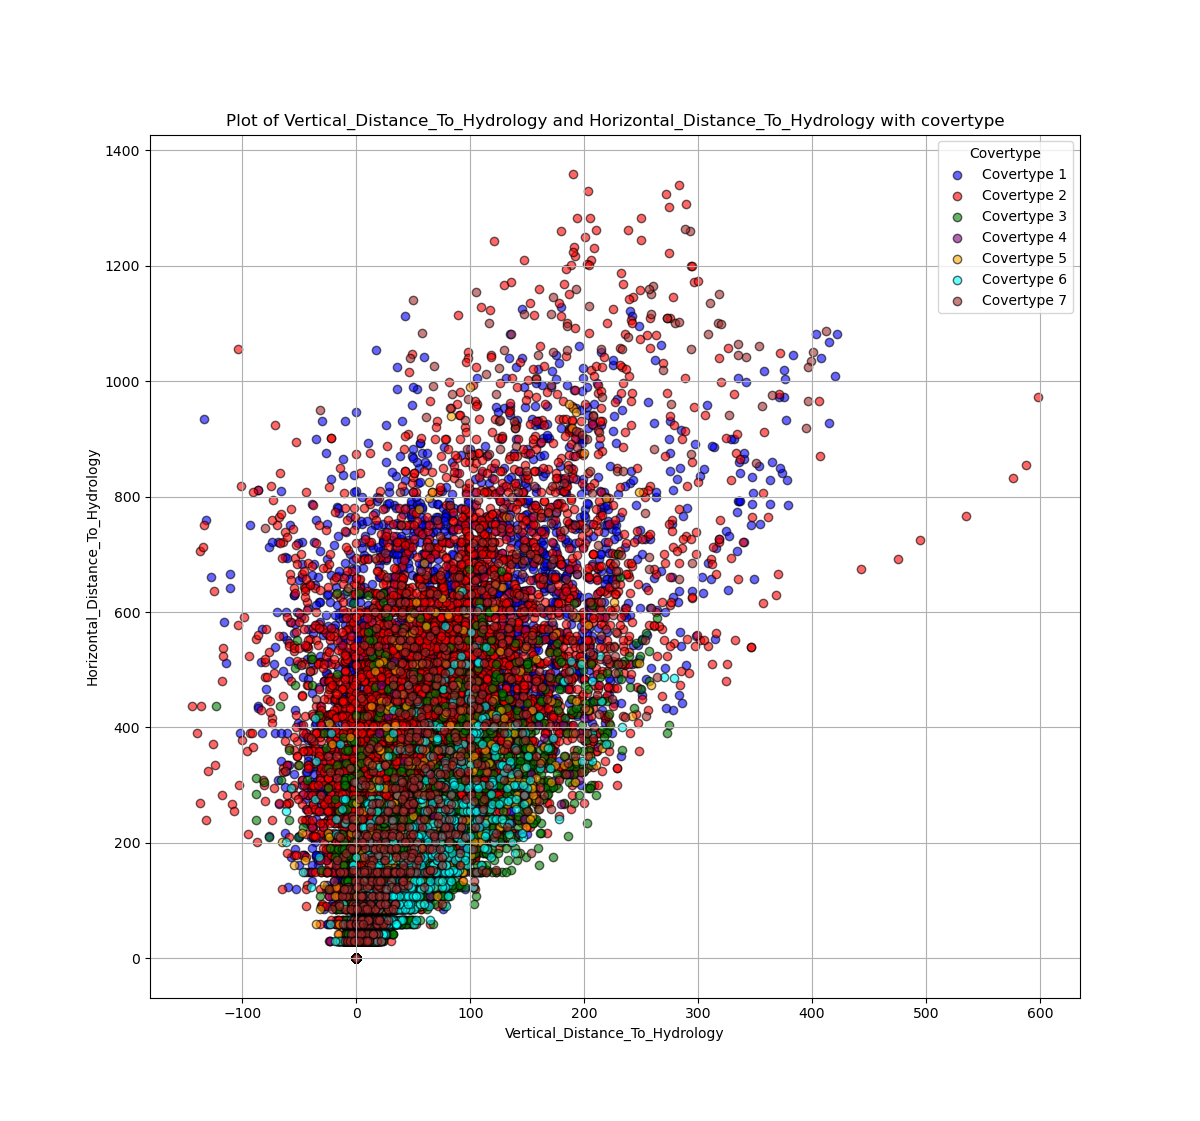 Plot of Vertical_Distance_To_Hydrology and Horizontal_Distance_To_Hydrology with covertype
Covertype
Covertype 1
Covertype 2
Covertype 3
Covertype 4
Covertype 5
Covertype 6
Covertype 7
1400
1200
1000
800
600
400
200
0
Horizontal_Distance_To_Hydrology
−100 0 100 200 300 400 500 600
Vertical_Distance_To_Hydrology